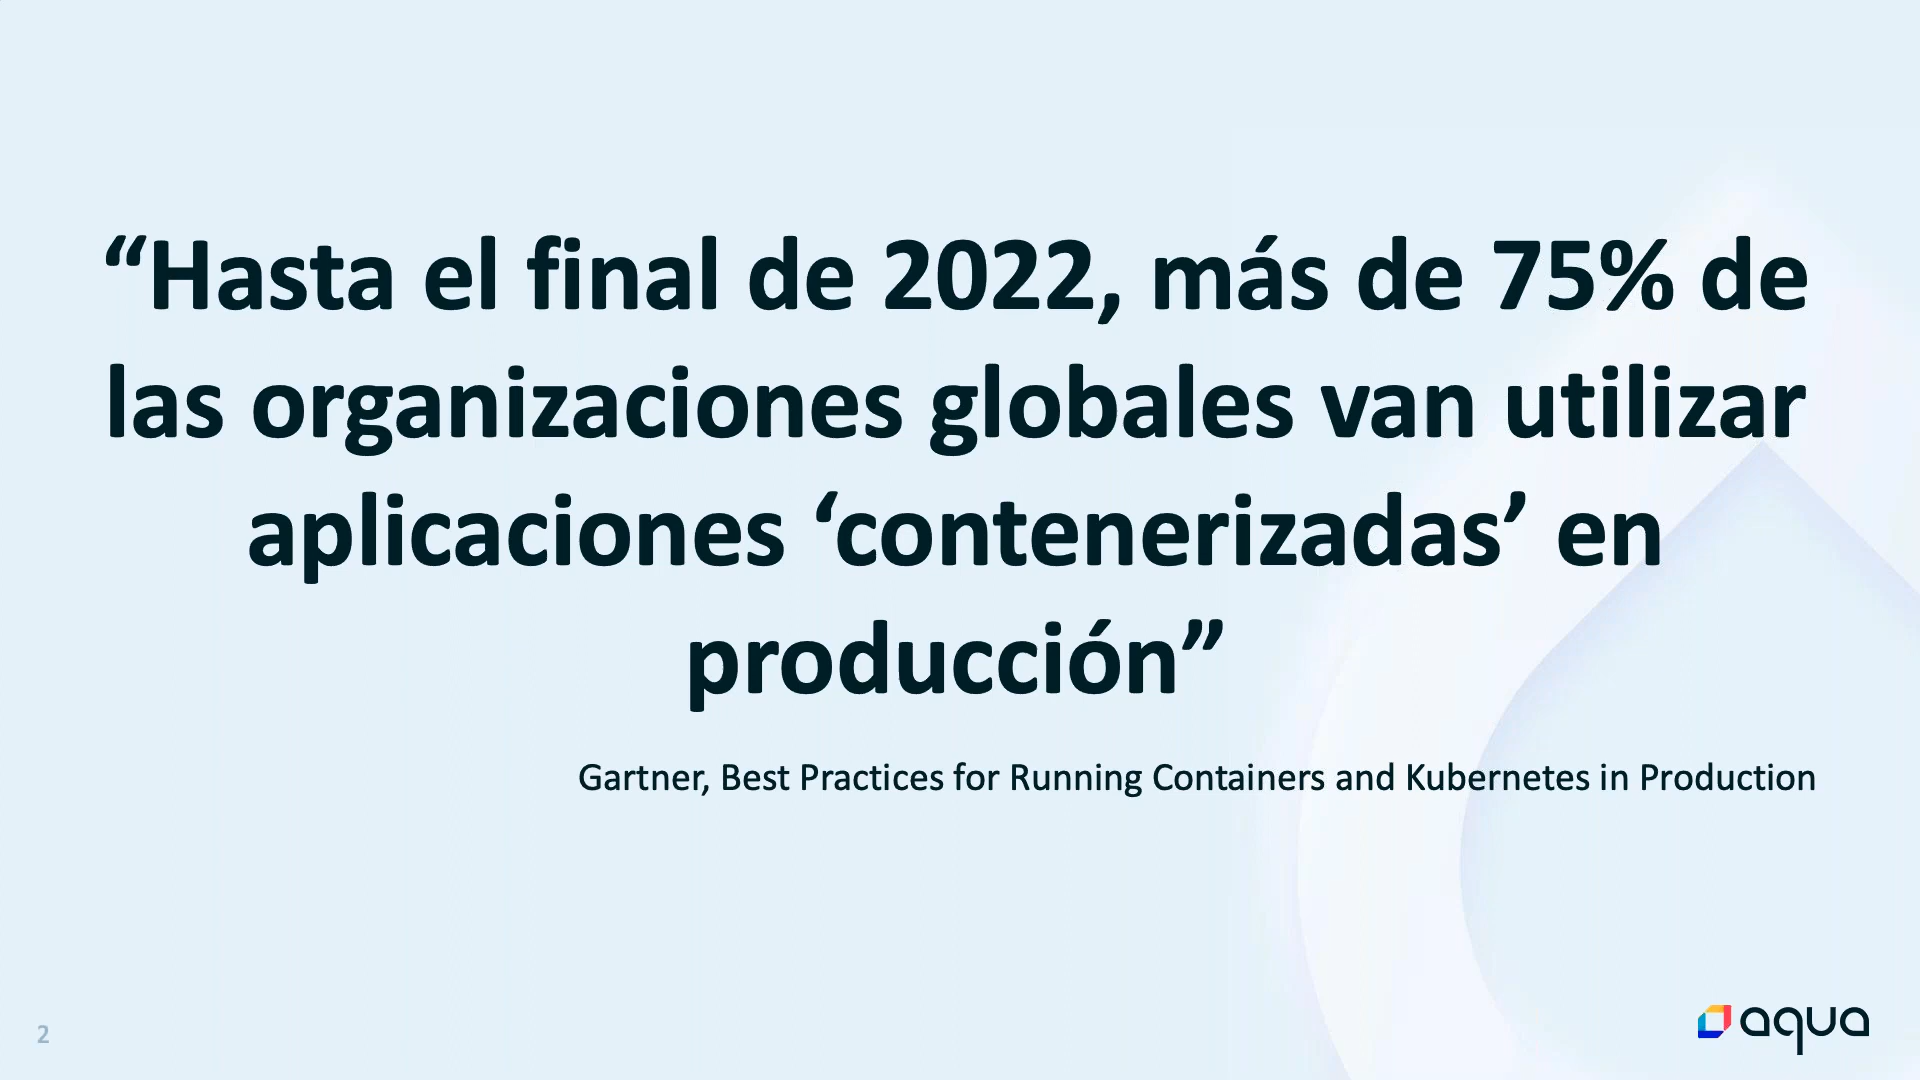 “Hasta el final de 2022, más de 75% de
las organizaciones globales van utilizar
aplicaciones ‘contenerizadas’ en
producción”
Gartner, Best Practices for Running Containers and Kubernetes in Production
2
aqua